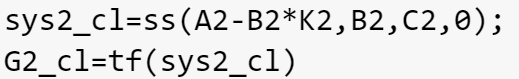 sys2_cl=ss(A2-B2*K2,B2,C2,0);
G2_cl=tf(sys2_cl)